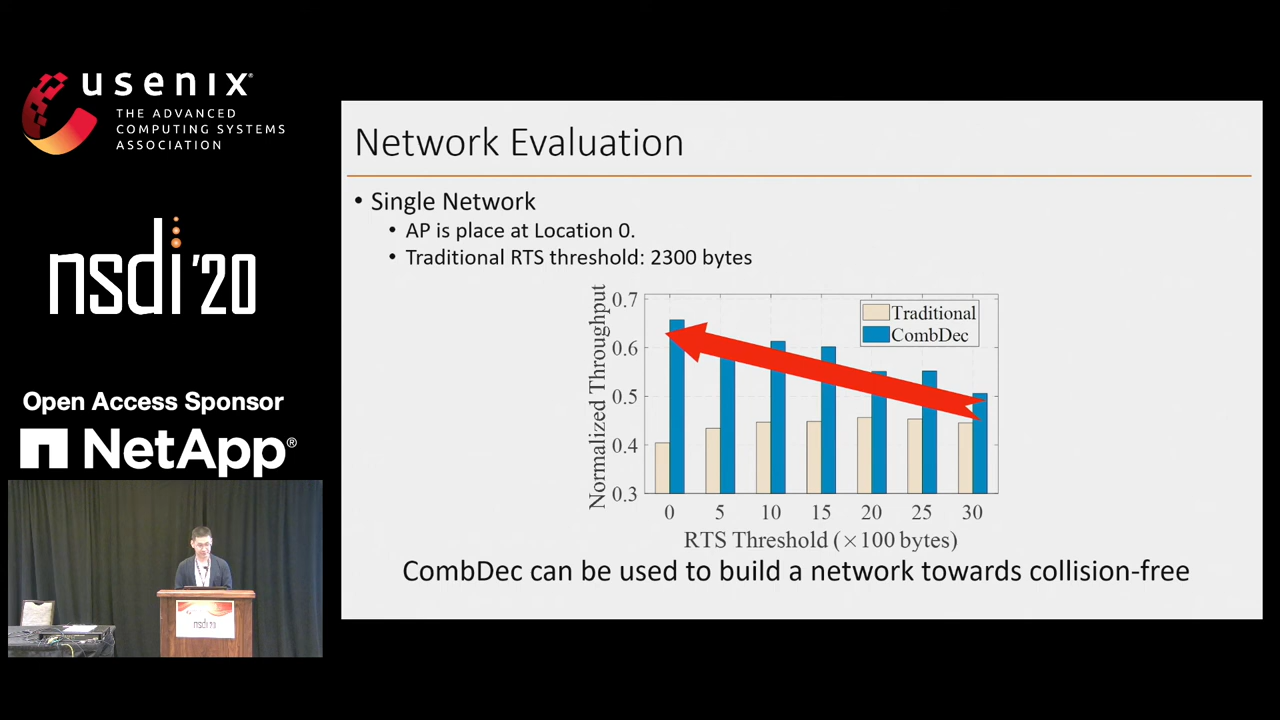 usenix®
THE ADVANCED
COMPUTING SYSTEMS
ASSOCIATION
nsdi '20
Open Access Sponsor
NetApp®
nsdi '20
Network Evaluation
• Single Network
• AP is place at Location 0.
• Traditional RTS threshold: 2300 bytes
Normalized Throughput
0.7
0.6
0.5
0.4
0.3
Traditional
CombDec
0 5 10 15 20 25 30
RTS Threshold (×100 bytes)
CombDec can be used to build a network towards collision-free